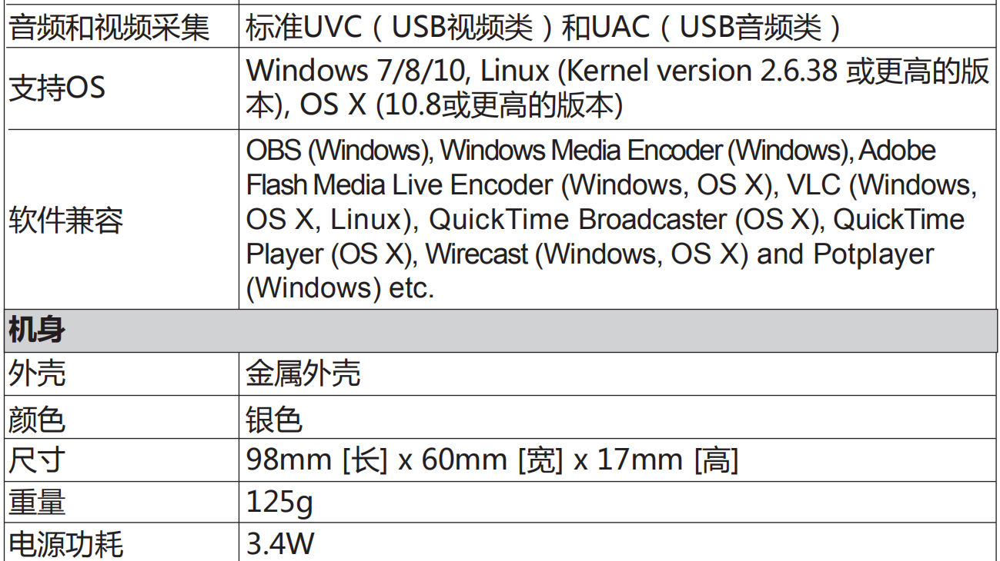 音频和视频采集
标准UVC（USB视频类）和UAC（USB音频类）
支持OS
Windows 7/8/10, Linux (Kernel version 2.6.38 或更高的版
本), OS X (10.8或更高的版本)
软件兼容
OBS (Windows), Windows Media Encoder (Windows), Adobe
Flash Media Live Encoder (Windows, OS X), VLC (Windows,
OS X, Linux), QuickTime Broadcaster (OS X), QuickTime
Player (OS X), Wirecast (Windows, OS X) and Potplayer
(Windows) etc.
机身
外壳
金属外壳
颜色
银色
尺寸
98mm [长] x 60mm [宽] x 17mm [高]
重量
125g
电源功耗
3.4W